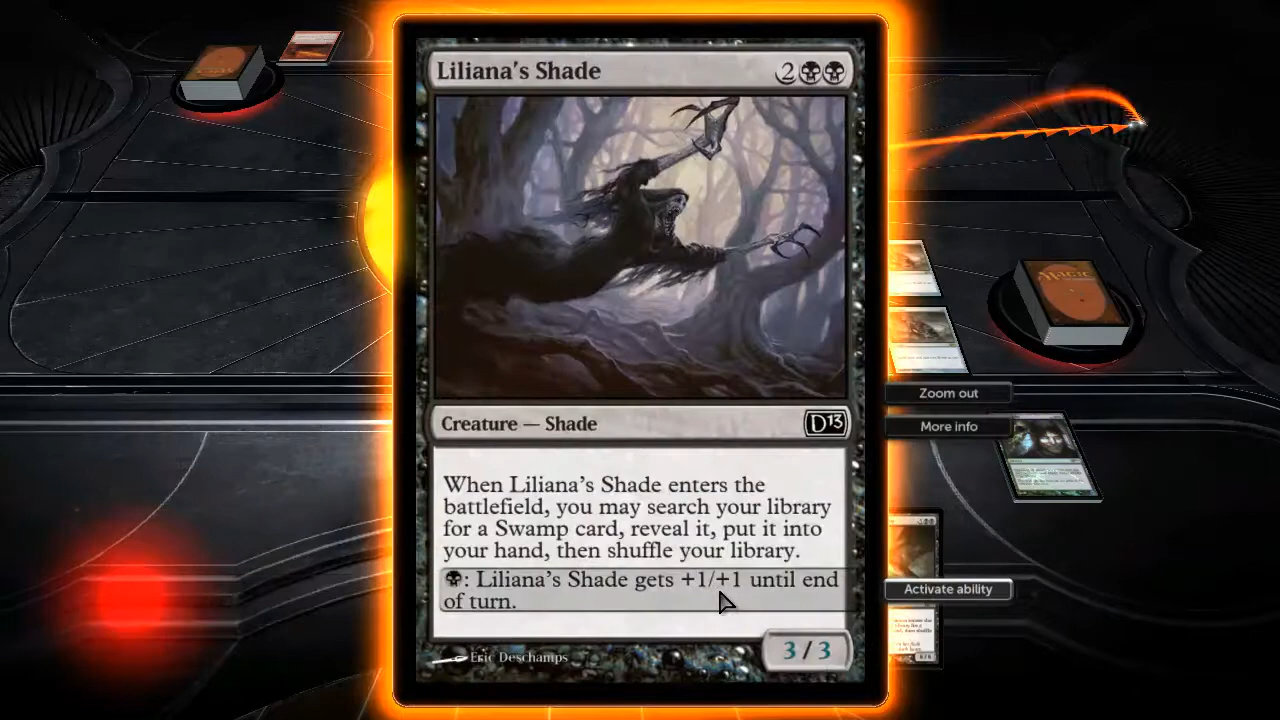 Liliana's Shade 2
Creature — Shade D13
When Liliana's Shade enters the
battlefield, you may search your library
for a Swamp card, reveal it, put it into
your hand, then shuffle your library.
: Liliana's Shade gets +1/+1 until end
of turn.
3/3
Eric Deschamps
MAGIC
Zoom out
More info
Activate ability